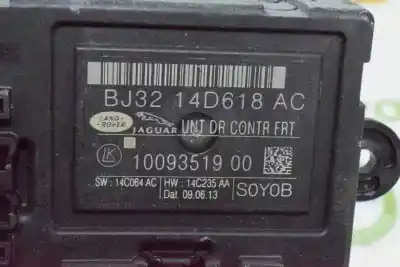 BJ32 14D618 AC
LAND-
ROVER
JAGUAR UNT DR CONTR FRT
10093519 00
SW : 14C064 AC HW : 14C235 AA
Dat. 09.06.13
SOYOB